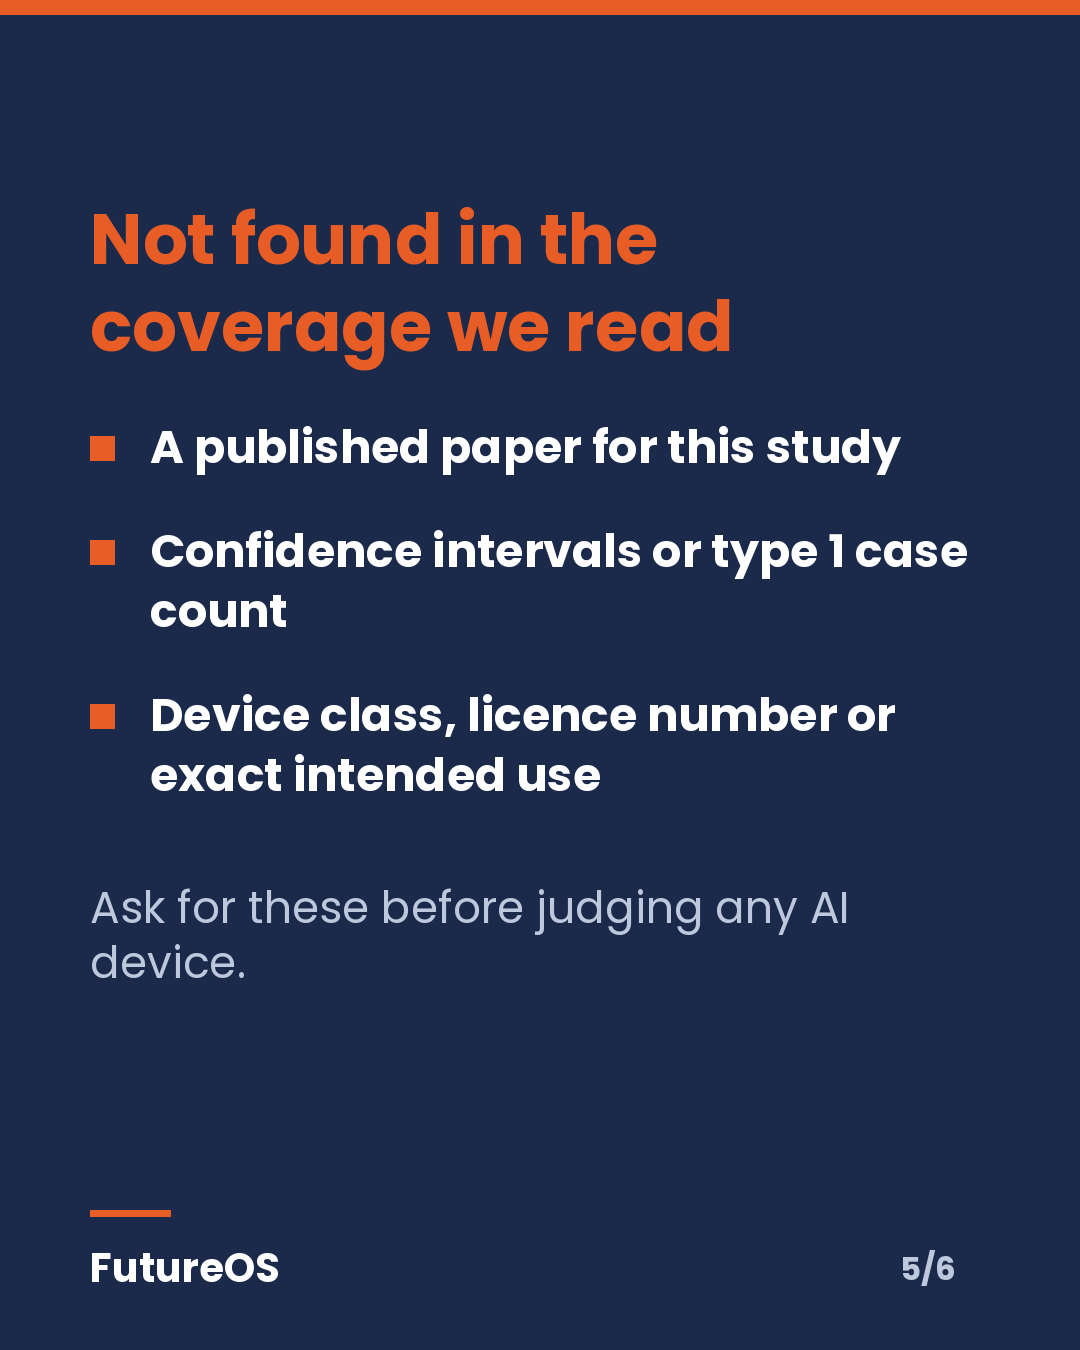 Not found in the
coverage we read
A published paper for this study
Confidence intervals or type 1 case
count
Device class, licence number or
exact intended use
Ask for these before judging any AI
device.
FutureOS
5/6